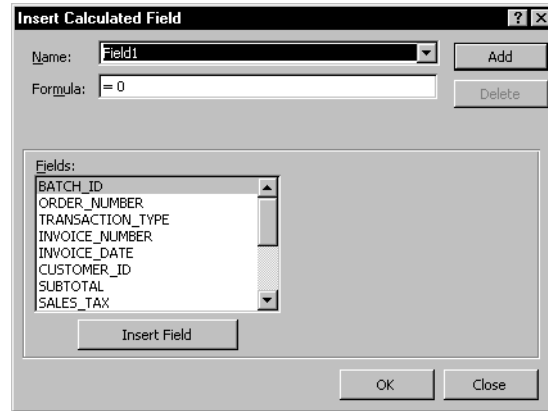 Insert Calculated Field
Name: Field1 Add
Formula: = 0 Delete
Fields:
BATCH_ID
ORDER_NUMBER
TRANSACTION_TYPE
INVOICE_NUMBER
INVOICE_DATE
CUSTOMER_ID
SUBTOTAL
SALES_TAX
Insert Field
OK Close